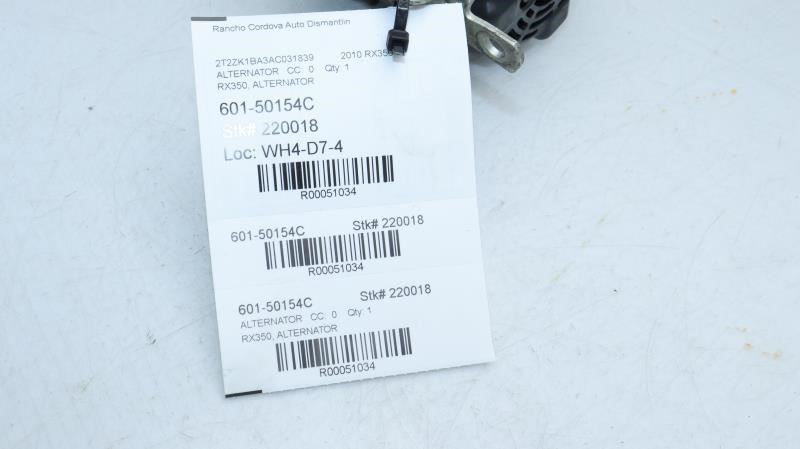 Rancho Cordova Auto Dismantlin
2T2ZK1BA3AC031839 2010 RX350
ALTERNATOR CC: 0 Qty: 1
RX350, ALTERNATOR
601-50154C
Stk# 220018
Loc: WH4-D7-4
R00051034
601-50154C Stk# 220018
R00051034
601-50154C Stk# 220018
ALTERNATOR CC: 0 Qty: 1
RX350, ALTERNATOR
R00051034